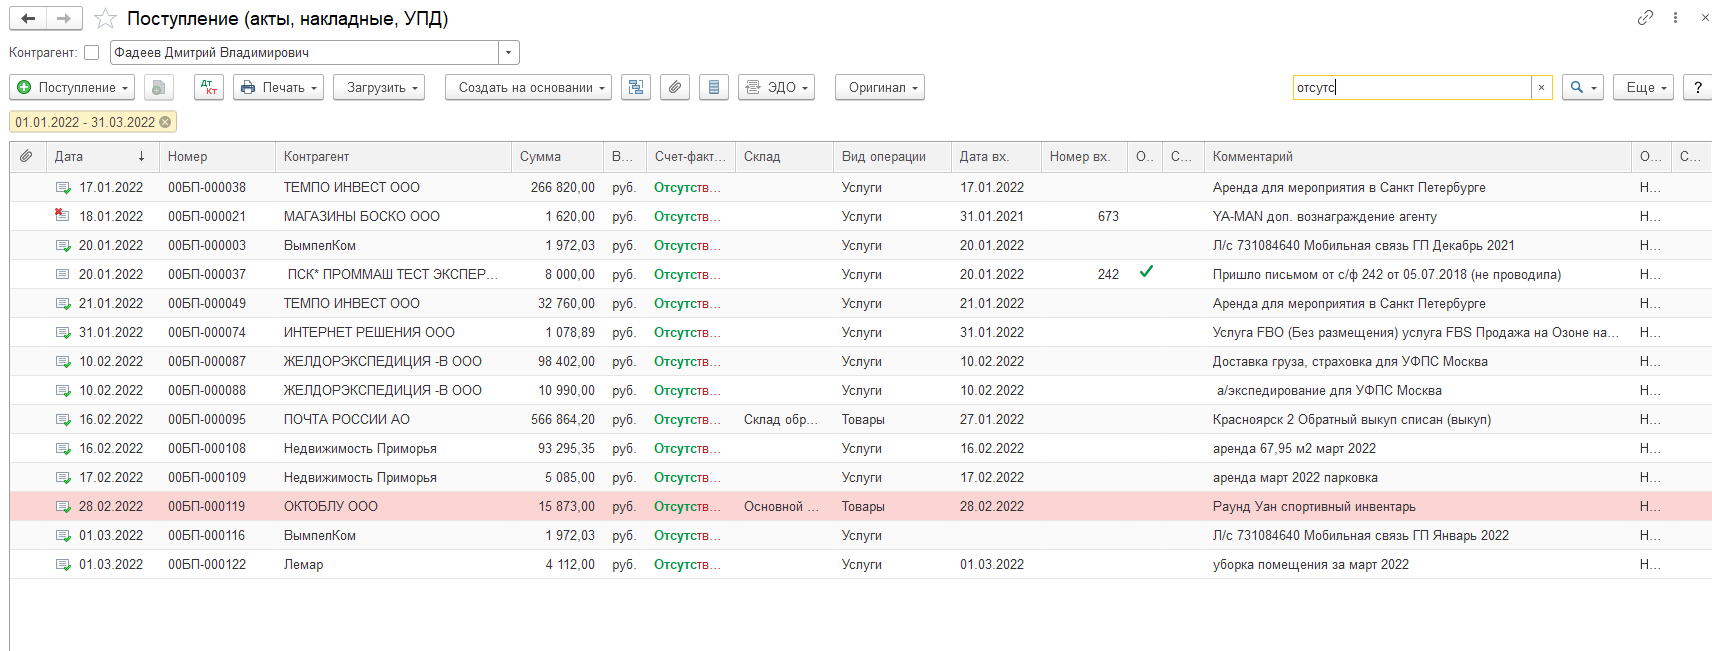 Поступление (акты, накладные, УПД)
Контрагент: Фадеев Дмитрий Владимирович
Поступление Дт Кт Печать Загрузить Создать на основании ЭДО Оригинал отсутс × Еще ?
01.01.2022 - 31.03.2022
Дата ↓ Номер Контрагент Сумма В... Счет-факт... Склад Вид операции Дата вх. Номер вх. О.. С... Комментарий О... С...
17.01.2022 00БП-000038 ТЕМПО ИНВЕСТ ООО 266 820,00 руб. Отсутств... Услуги 17.01.2022 Аренда для мероприятия в Санкт Петербурге Н...
18.01.2022 00БП-000021 МАГАЗИНЫ БОСКО ООО 1 620,00 руб. Отсутств... Услуги 31.01.2021 673 YA-MAN доп. вознаграждение агенту Н...
20.01.2022 00БП-000003 ВымпелКом 1 972,03 руб. Отсутств... Услуги 20.01.2022 Л/с 731084640 Мобильная связь ГП Декабрь 2021 Н...
20.01.2022 00БП-000037 ПСК* ПРОММАШ ТЕСТ ЭКСПЕР... 8 000,00 руб. Отсутств... Услуги 20.01.2022 242 Пришло письмом от с/ф 242 от 05.07.2018 (не проводила) Н...
21.01.2022 00БП-000049 ТЕМПО ИНВЕСТ ООО 32 760,00 руб. Отсутств... Услуги 21.01.2022 Аренда для мероприятия в Санкт Петербурге Н...
31.01.2022 00БП-000074 ИНТЕРНЕТ РЕШЕНИЯ ООО 1 078,89 руб. Отсутств... Услуги 31.01.2022 Услуга FBO (Без размещения) услуга FBS Продажа на Озоне на... Н...
10.02.2022 00БП-000087 ЖЕЛДОРЭКСПЕДИЦИЯ -В ООО 98 402,00 руб. Отсутств... Услуги 10.02.2022 Доставка груза, страховка для УФПС Москва Н...
10.02.2022 00БП-000088 ЖЕЛДОРЭКСПЕДИЦИЯ -В ООО 10 990,00 руб. Отсутств... Услуги 10.02.2022 а/экспедирование для УФПС Москва Н...
16.02.2022 00БП-000095 ПОЧТА РОССИИ АО 566 864,20 руб. Отсутств... Склад обр... Товары 27.01.2022 Красноярск 2 Обратный выкуп списан (выкуп) Н...
16.02.2022 00БП-000108 Недвижимость Приморья 93 295,35 руб. Отсутств... Услуги 16.02.2022 аренда 67,95 м2 март 2022 Н...
17.02.2022 00БП-000109 Недвижимость Приморья 5 085,00 руб. Отсутств... Услуги 17.02.2022 аренда март 2022 парковка Н...
28.02.2022 00БП-000119 ОКТОБЛУ ООО 15 873,00 руб. Отсутств... Основной ... Товары 28.02.2022 Раунд Уан спортивный инвентарь Н...
01.03.2022 00БП-000116 ВымпелКом 1 972,03 руб. Отсутств... Услуги Л/с 731084640 Мобильная связь ГП Январь 2022 Н...
01.03.2022 00БП-000122 Лемар 4 112,00 руб. Отсутств... Услуги 01.03.2022 уборка помещения за март 2022 Н...